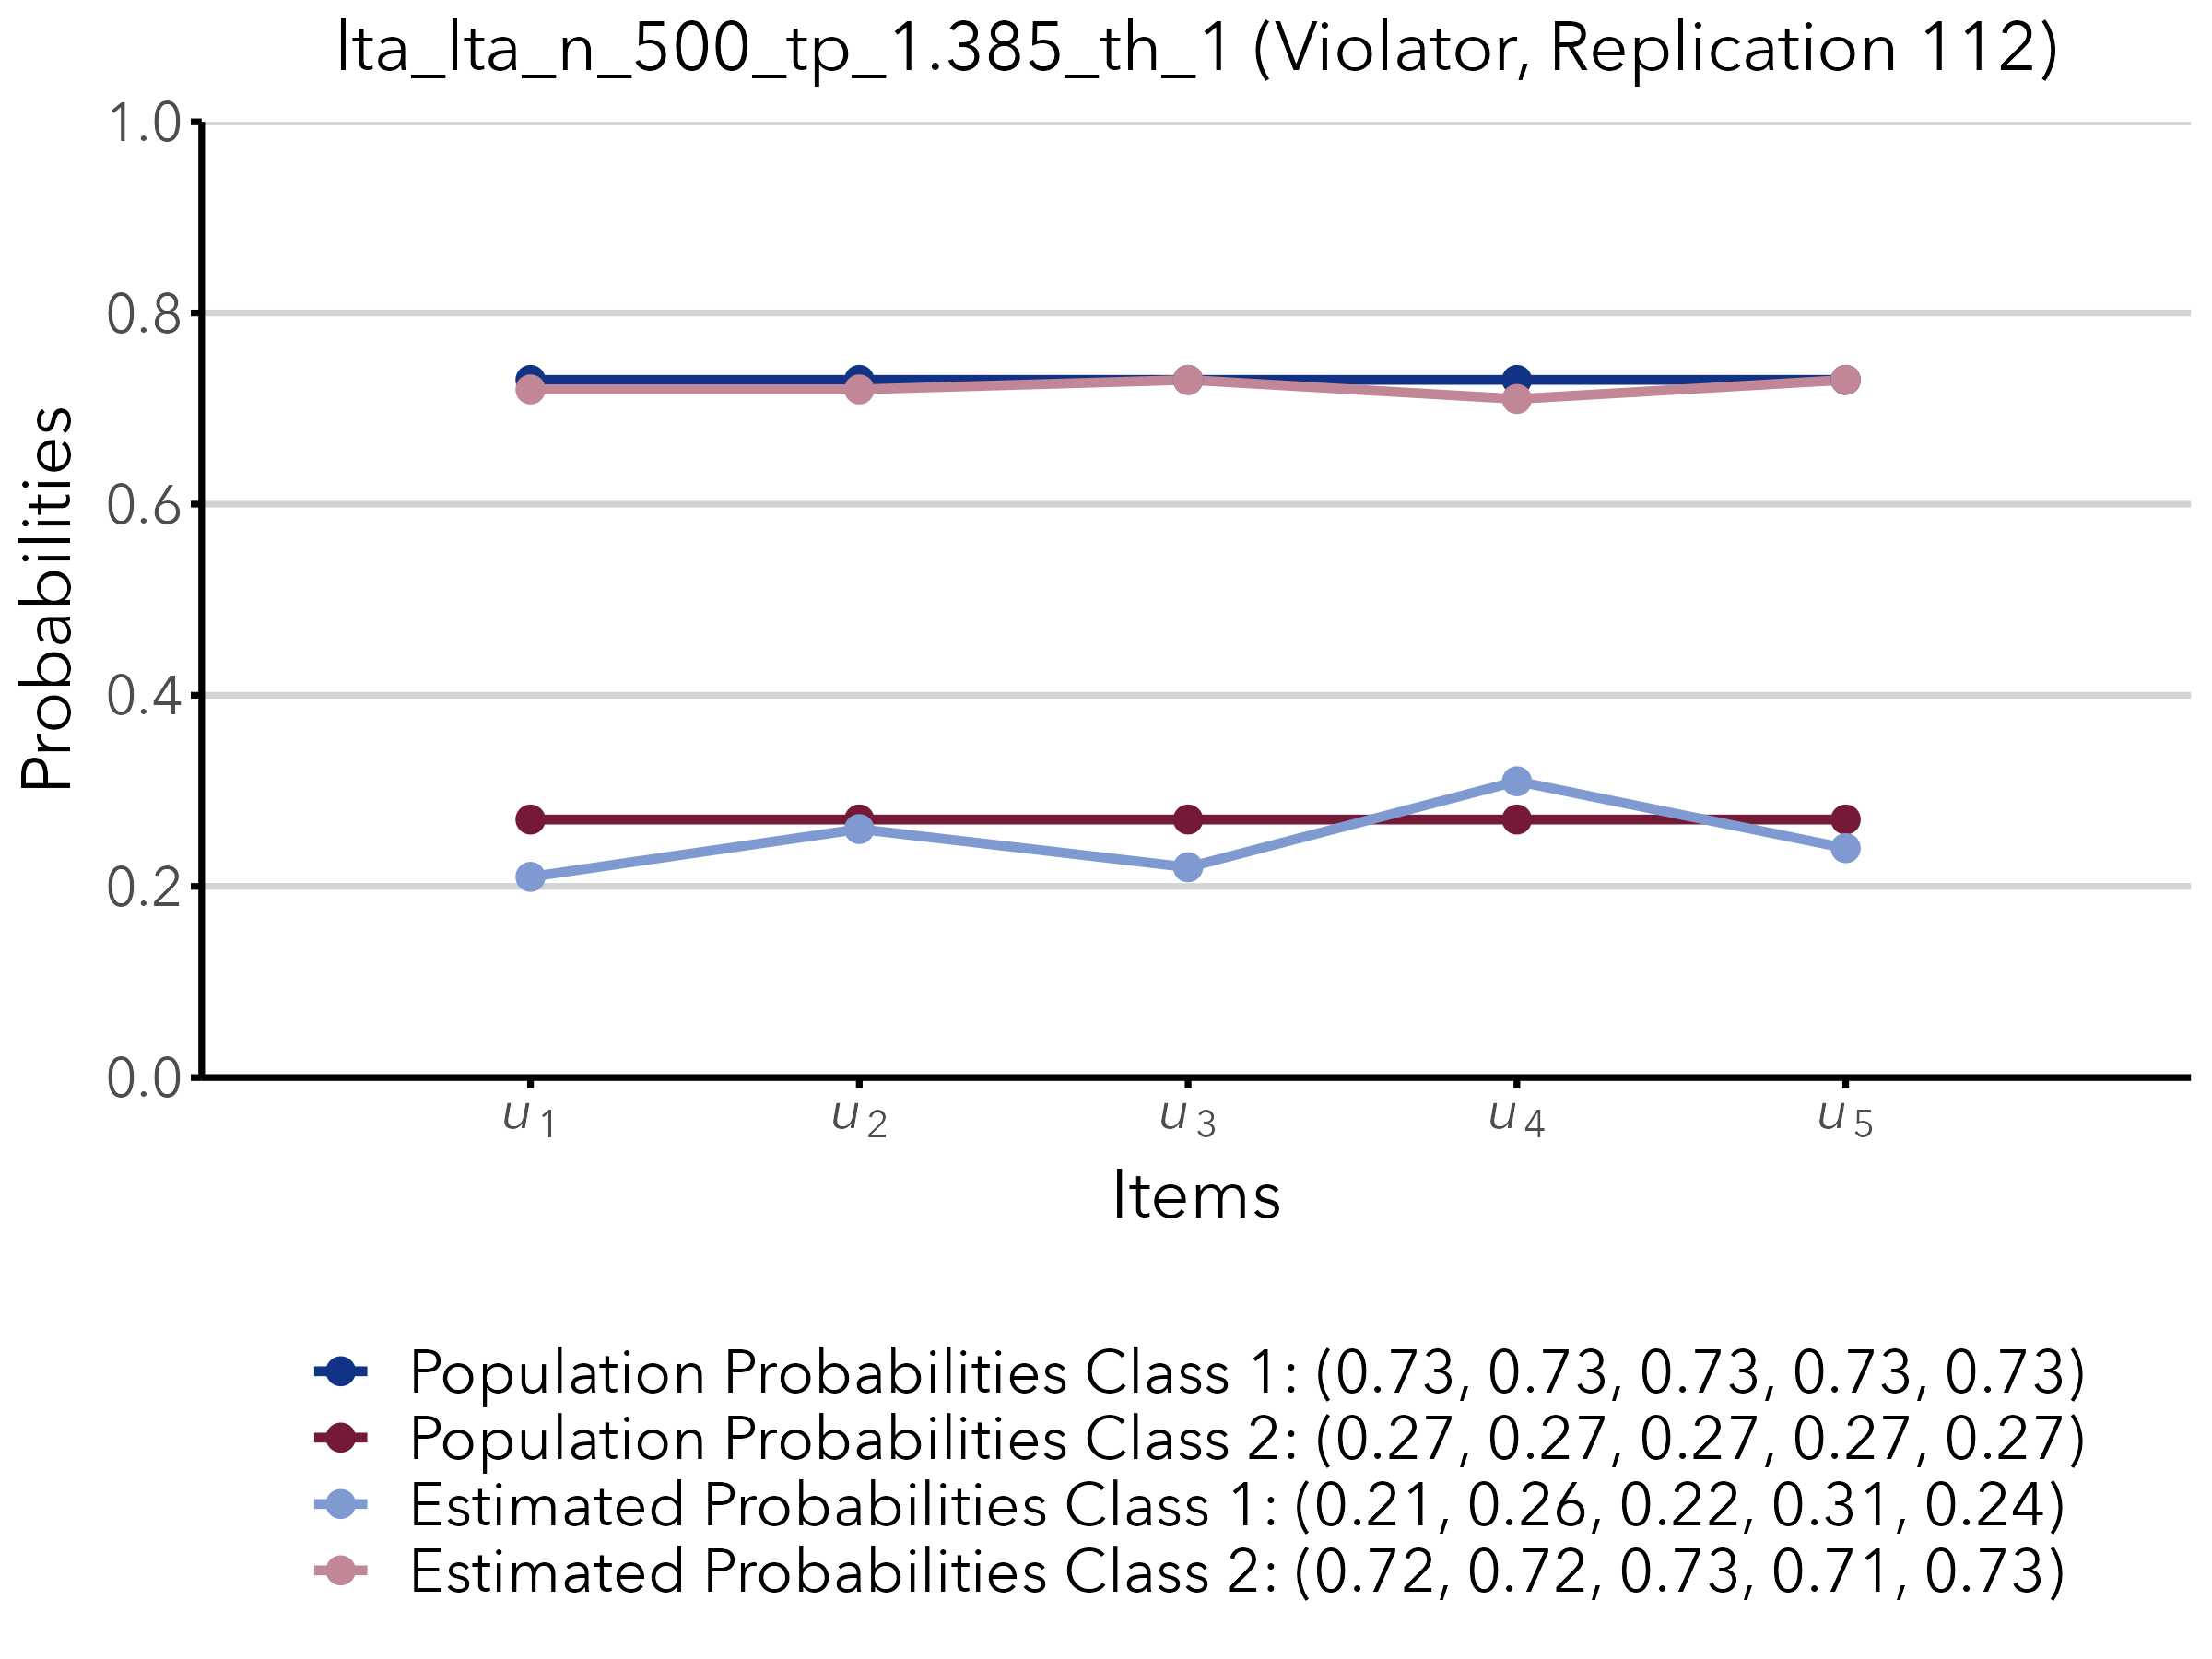 lta_lta_n_500_tp_1.385_th_1 (Violator, Replication 112)
1.0
0.8
0.6
0.4
0.2
0.0
Probabilities
u1 u2 u3 u4 u5
Items
Population Probabilities Class 1: (0.73, 0.73, 0.73, 0.73, 0.73)
Population Probabilities Class 2: (0.27, 0.27, 0.27, 0.27, 0.27)
Estimated Probabilities Class 1: (0.21, 0.26, 0.22, 0.31, 0.24)
Estimated Probabilities Class 2: (0.72, 0.72, 0.73, 0.71, 0.73)